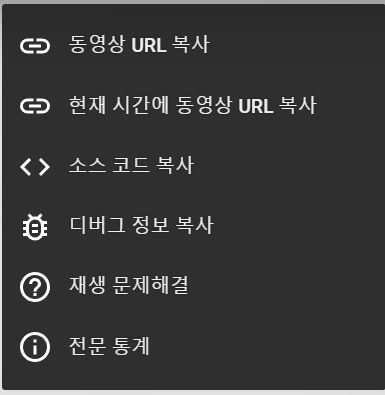 동영상 URL 복사
현재 시간에 동영상 URL 복사
소스 코드 복사
디버그 정보 복사
재생 문제해결
전문 통계